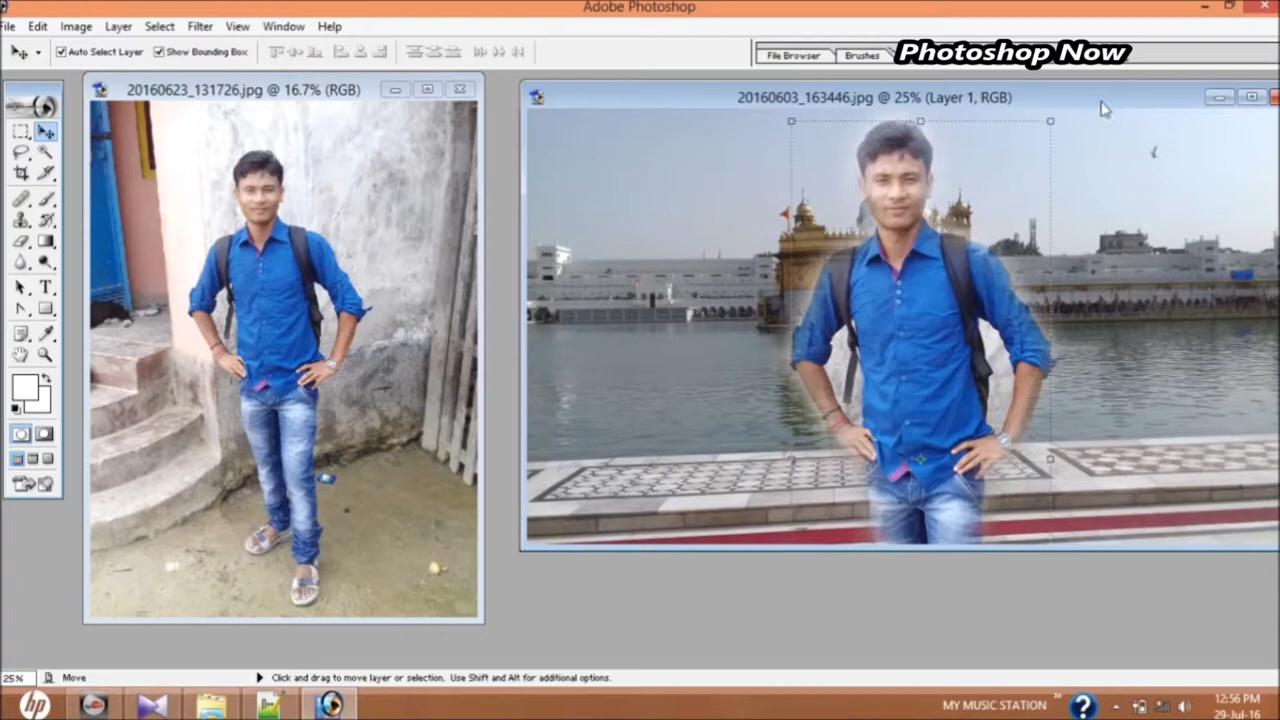 Adobe Photoshop
File Edit Image Layer Select Filter View Window Help
Auto Select Layer Show Bounding Box
File Browser Brushes
Photoshop Now
20160623_131726.jpg @ 16.7% (RGB)
20160603_163446.jpg @ 25% (Layer 1, RGB)
T
25% Move Click and drag to move layer or selection. Use Shift and Alt for additional options.
hp
MY MUSIC STATION
12:56 PM
29-Jul-16